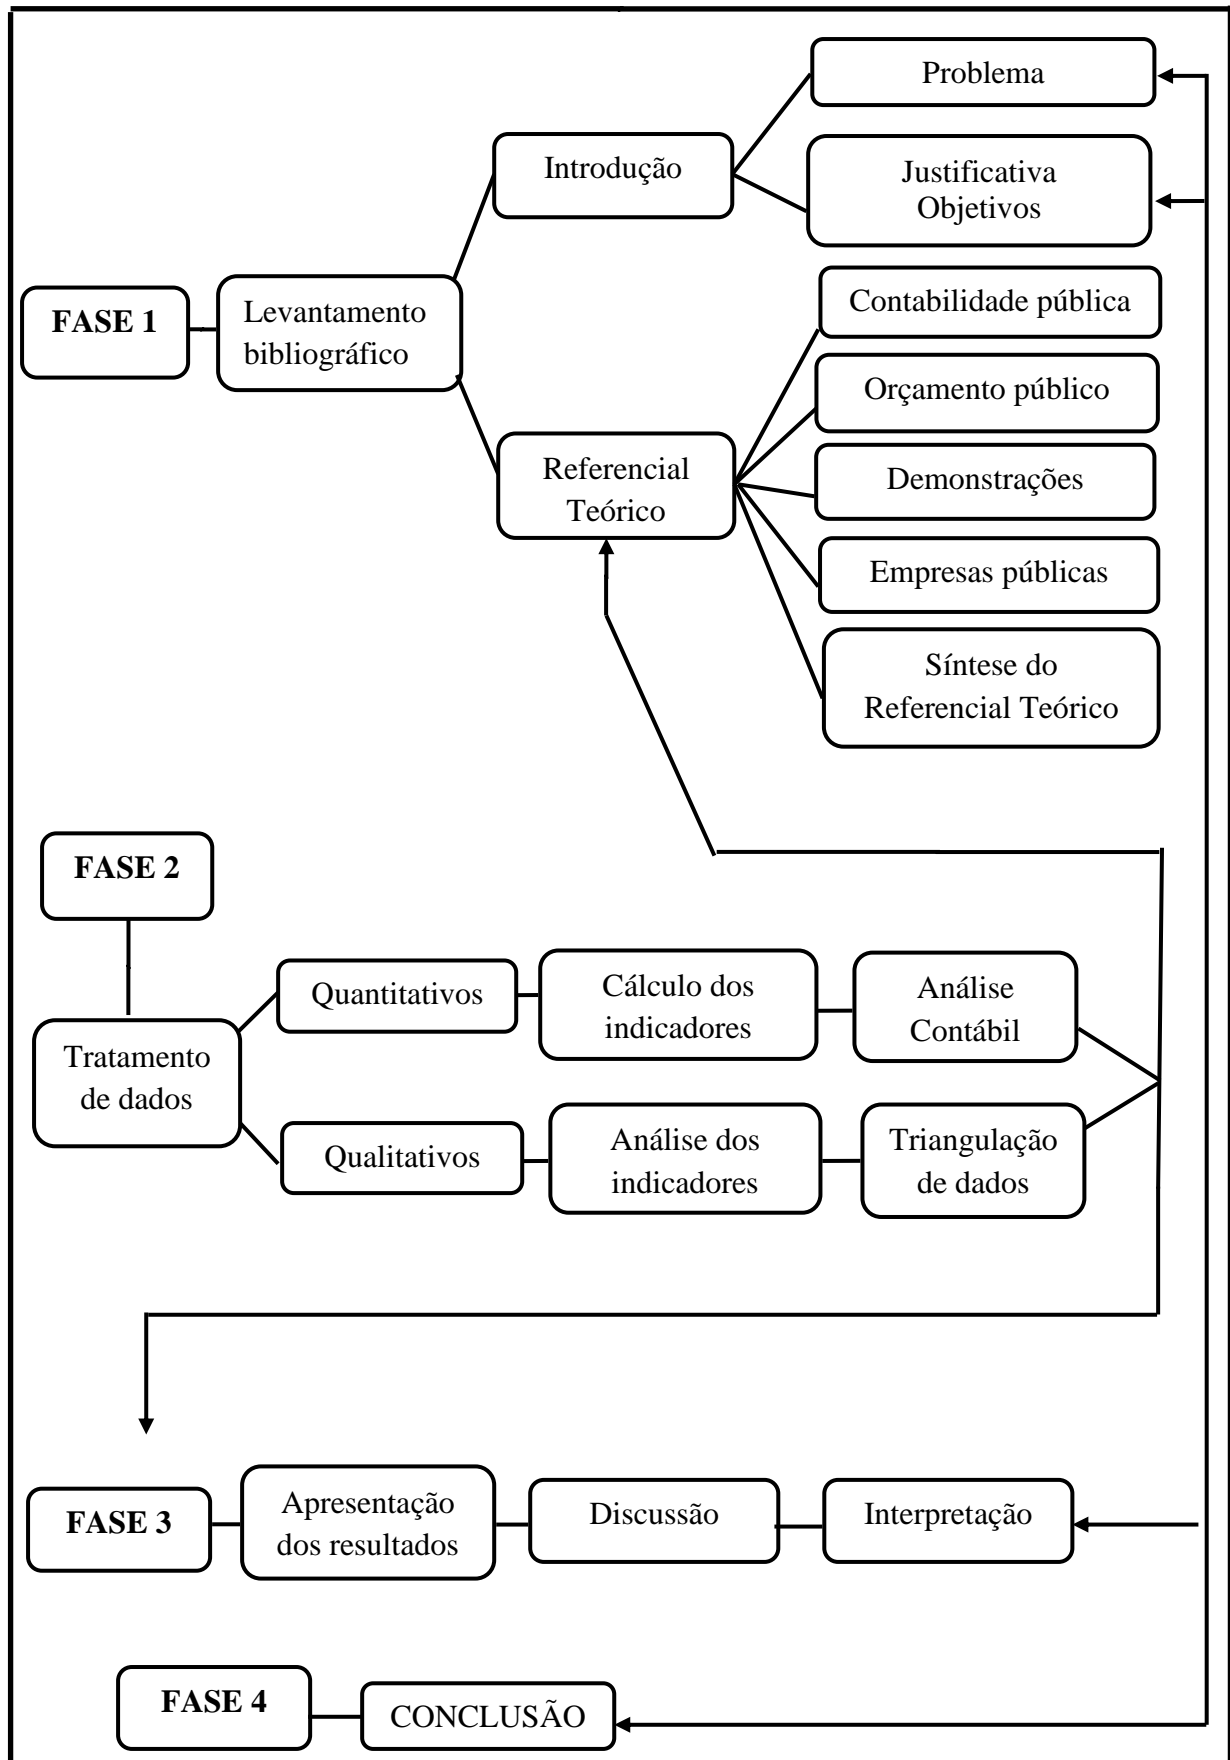 Problema
Introdução
Justificativa
Objetivos
FASE 1
Levantamento
bibliográfico
Contabilidade pública
Orçamento público
Referencial
Teórico
Demonstrações
Empresas públicas
Síntese do
Referencial Teórico
FASE 2
Tratamento
de dados
Quantitativos
Cálculo dos
indicadores
Análise
Contábil
Qualitativos
Análise dos
indicadores
Triangulação
de dados
FASE 3
Apresentação
dos resultados
Discussão
Interpretação
FASE 4
CONCLUSÃO